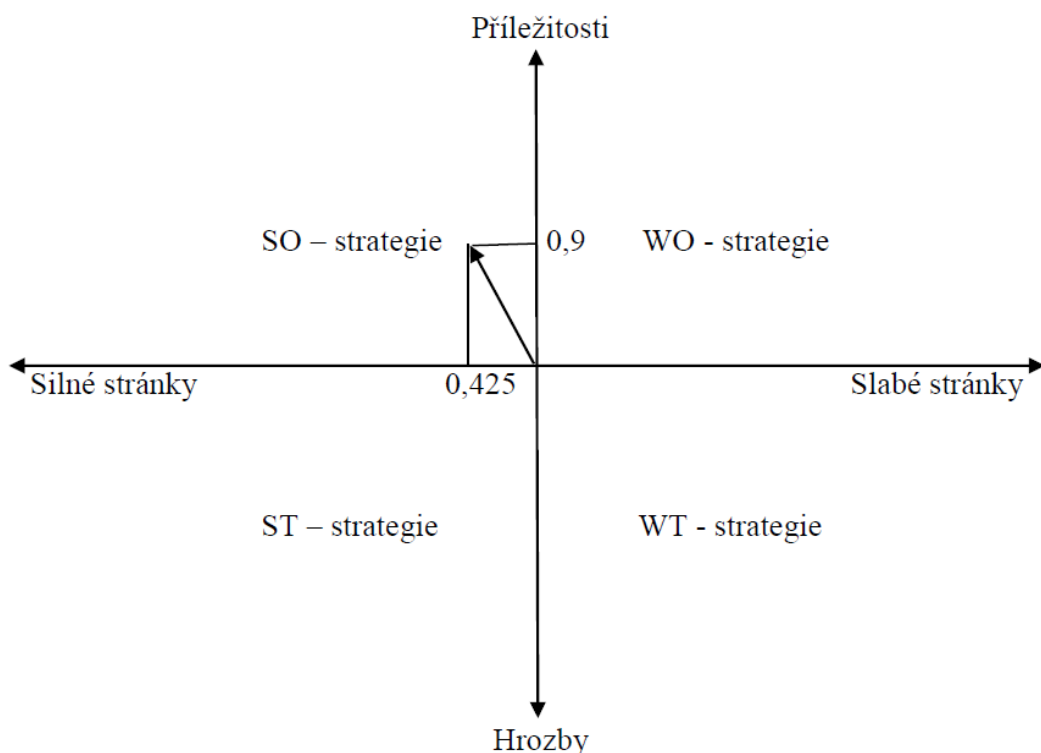 Příležitosti
SO – strategie
0,9
WO - strategie
Silné stránky
0,425
Slabé stránky
ST – strategie
WT - strategie
Hrozby